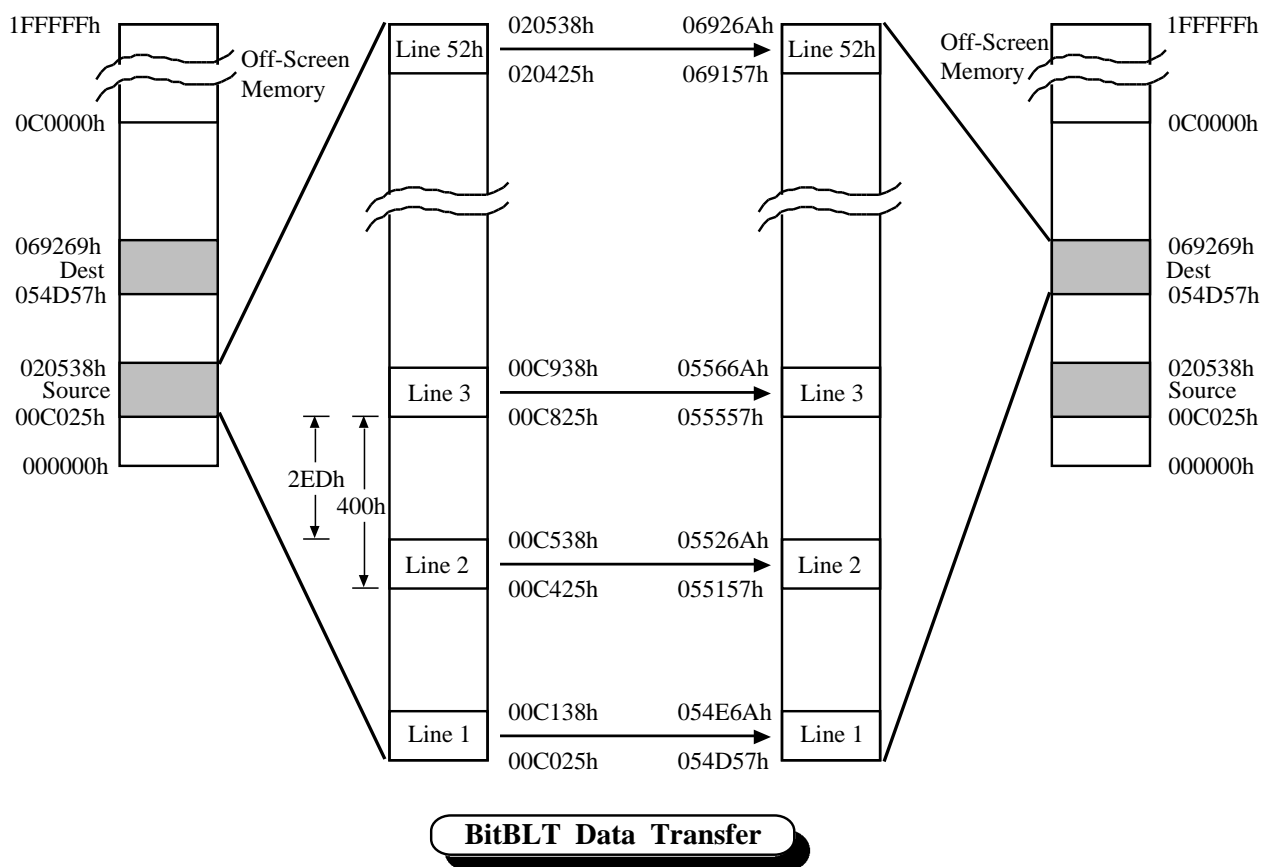 1FFFFFh
Off-Screen
Memory
0C0000h
069269h
Dest
054D57h
020538h
Source
00C025h
000000h
Line 52h
020538h 06926Ah
020425h 069157h
Line 52h
Line 3
00C938h 05566Ah
00C825h 055557h
Line 3
2EDh
400h
Line 2
00C538h 05526Ah
00C425h 055157h
Line 2
Line 1
00C138h 054E6Ah
00C025h 054D57h
Line 1
Off-Screen
Memory
1FFFFFh
0C0000h
069269h
Dest
054D57h
020538h
Source
00C025h
000000h
BitBLT Data Transfer